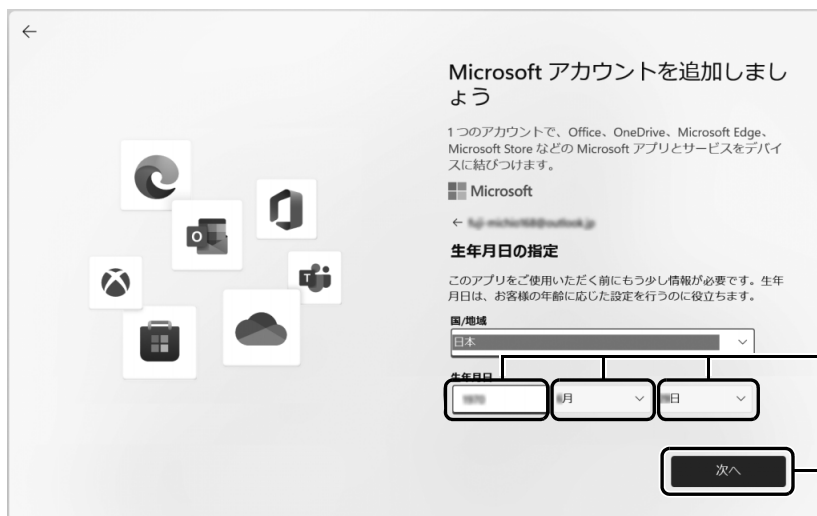 Microsoft アカウントを追加しまし
ょう
1 つのアカウントで、Office、OneDrive、Microsoft Edge、
Microsoft Store などの Microsoft アプリとサービスをデバイ
スに結びつけます。
Microsoft
←
生年月日の指定
このアプリをご使用いただく前にもう少し情報が必要です。生年
月日は、お客様の年齢に応じた設定を行うのに役立ちます。
国/地域
日本
生年月日
月 日
次へ